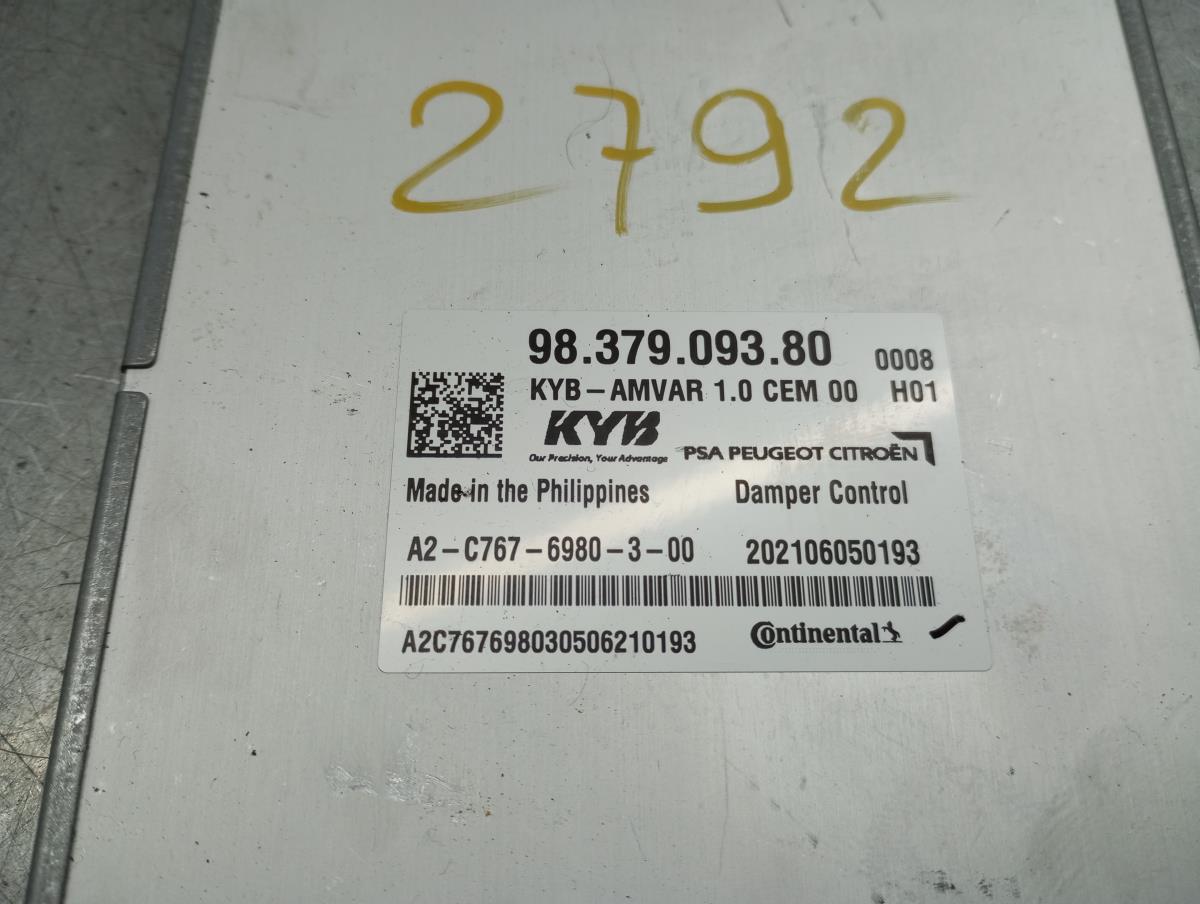 2792
98.379.093.80 0008
KYB-AMVAR 1.0 CEM 00 H01
KYB
Our Precision, Your Advantage
PSA PEUGEOT CITROËN
Made in the Philippines Damper Control
A2-C767-6980-3-00 202106050193
A2C767698030506210193 Continental